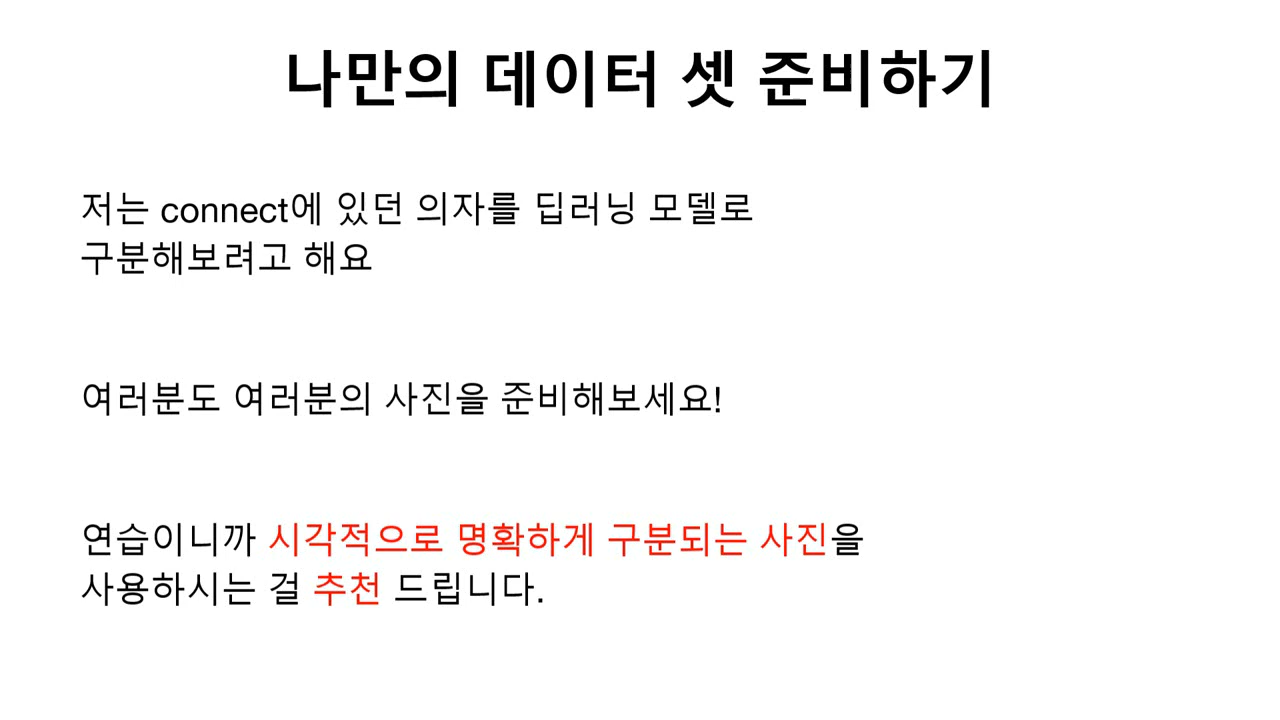 나만의 데이터 셋 준비하기
저는 connect에 있던 의자를 딥러닝 모델로
구분해보려고 해요
여러분도 여러분의 사진을 준비해보세요!
연습이니까 시각적으로 명확하게 구분되는 사진을
사용하시는 걸 추천 드립니다.